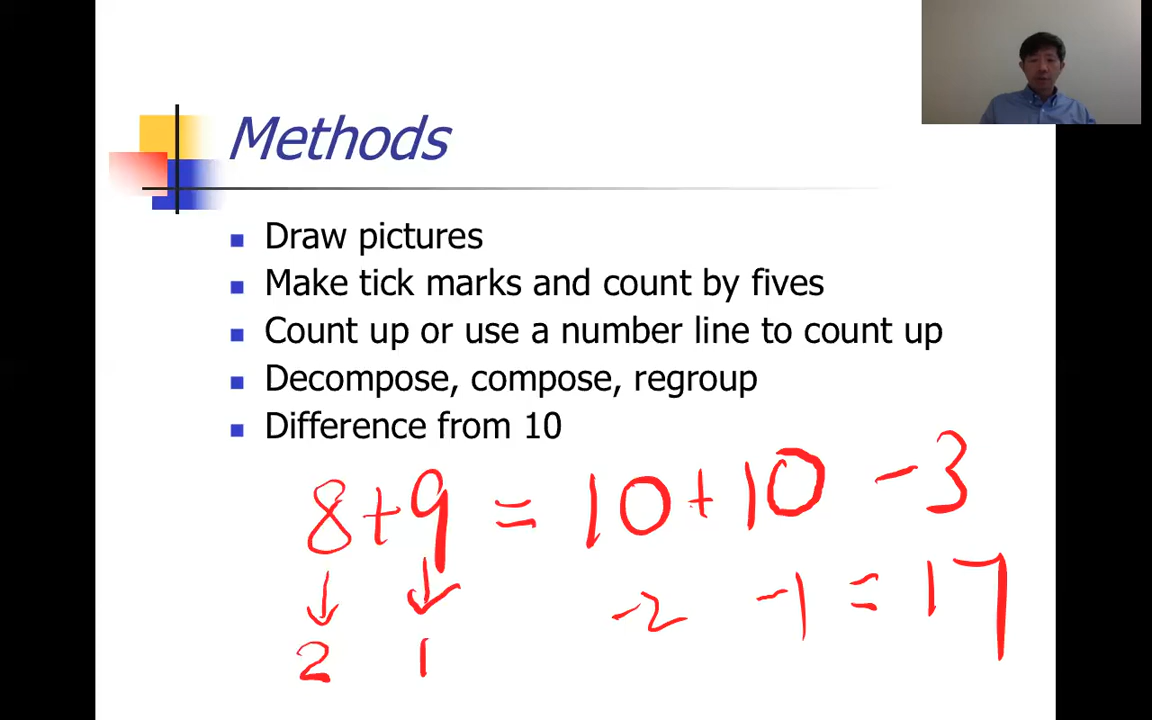 Methods
Draw pictures
Make tick marks and count by fives
Count up or use a number line to count up
Decompose, compose, regroup
Difference from 10
8+9 = 10+10 -3
-2 -1 = 17
2 1